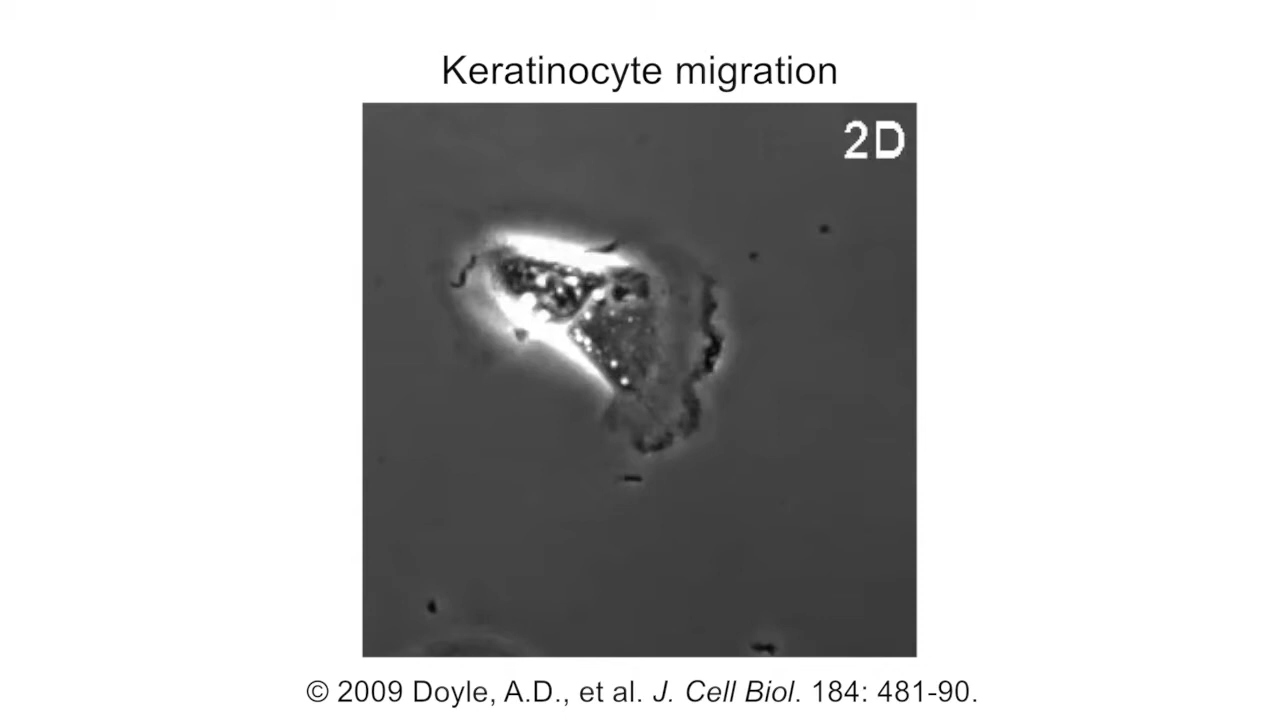 Keratinocyte migration
2D
© 2009 Doyle, A.D., et al. J. Cell Biol. 184: 481-90.